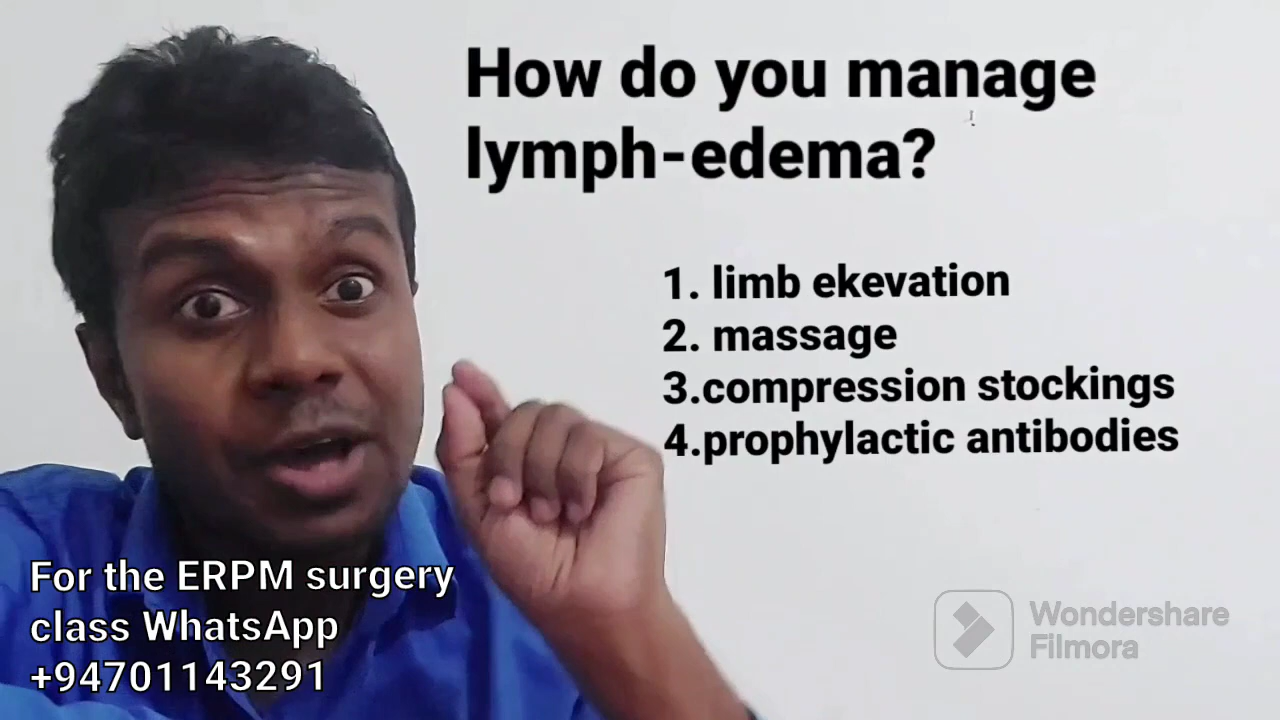 How do you manage
lymph-edema?
1. limb ekevation
2. massage
3.compression stockings
4.prophylactic antibodies
For the ERPM surgery
class WhatsApp
+94701143291
Wondershare
Filmora